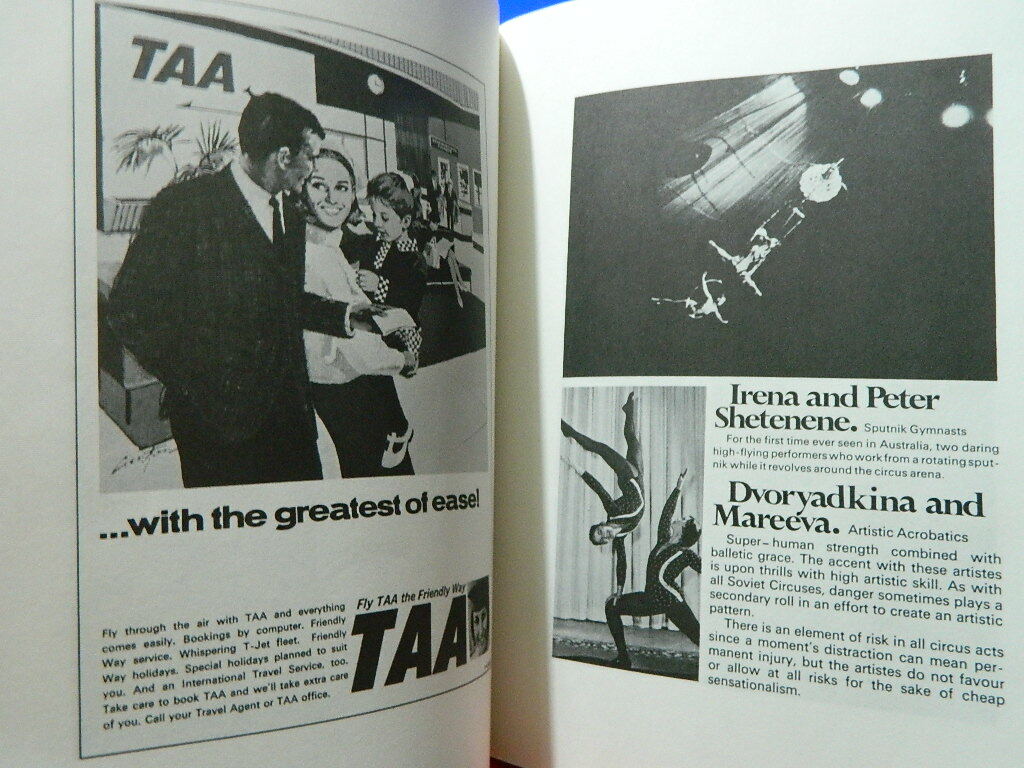 TAA
...with the greatest of ease!
Fly through the air with TAA and everything
comes easily. Bookings by computer. Friendly
Way service. Whispering T-Jet fleet. Friendly
Way holidays. Special holidays planned to suit
you. And an International Travel Service, too.
Take care to book TAA and we'll take extra care
of you. Call your Travel Agent or TAA office.
Fly TAA the Friendly Way
TAA
Irena and Peter
Shetenene. Sputnik Gymnasts
For the first time ever seen in Australia, two daring
high-flying performers who work from a rotating sput-
nik while it revolves around the circus arena.
Dvoryadkina and
Mareeva. Artistic Acrobatics
Super-human strength combined with
balletic grace. The accent with these artistes
is upon thrills with high artistic skill. As with
all Soviet Circuses, danger sometimes plays a
secondary roll in an effort to create an artistic
pattern.
There is an element of risk in all circus acts
since a moment's distraction can mean per-
manent injury, but the artistes do not favour
or allow at all risks for the sake of cheap
sensationalism.